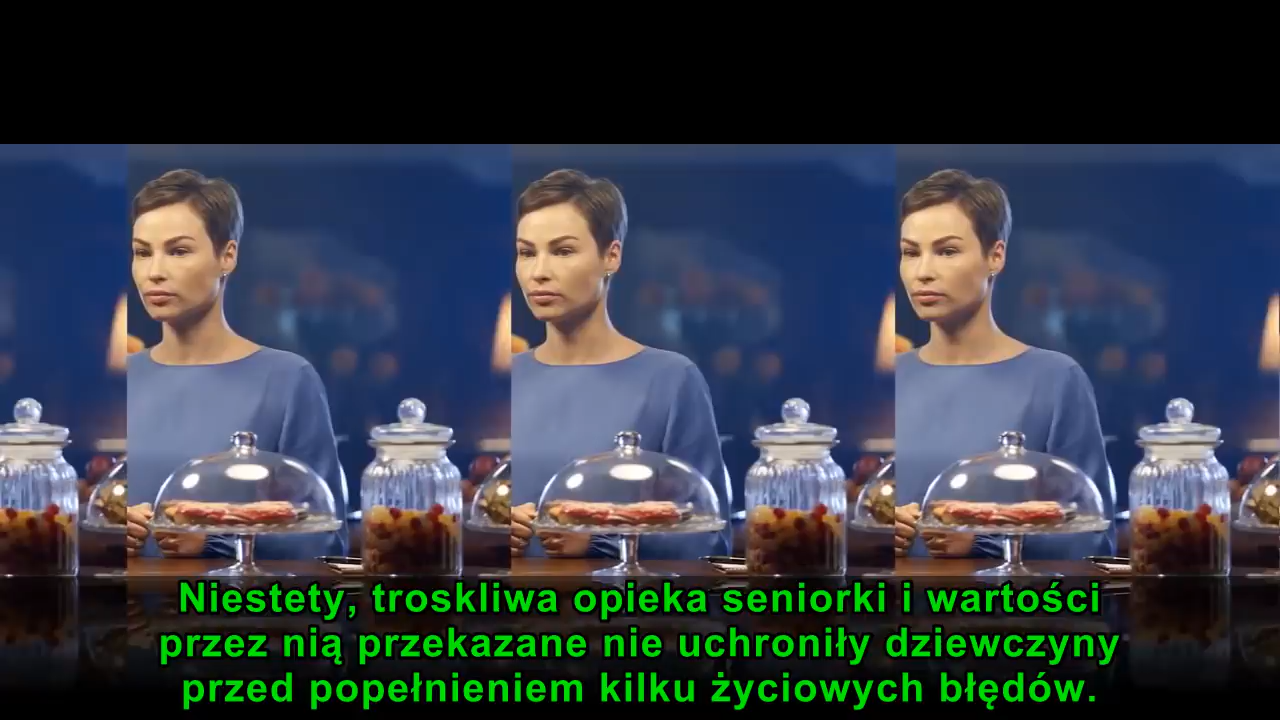 Niestety, troskliwa opieka seniorki i wartości
przez nią przekazane nie uchroniły dziewczyny
przed popełnieniem kilku życiowych błędów.